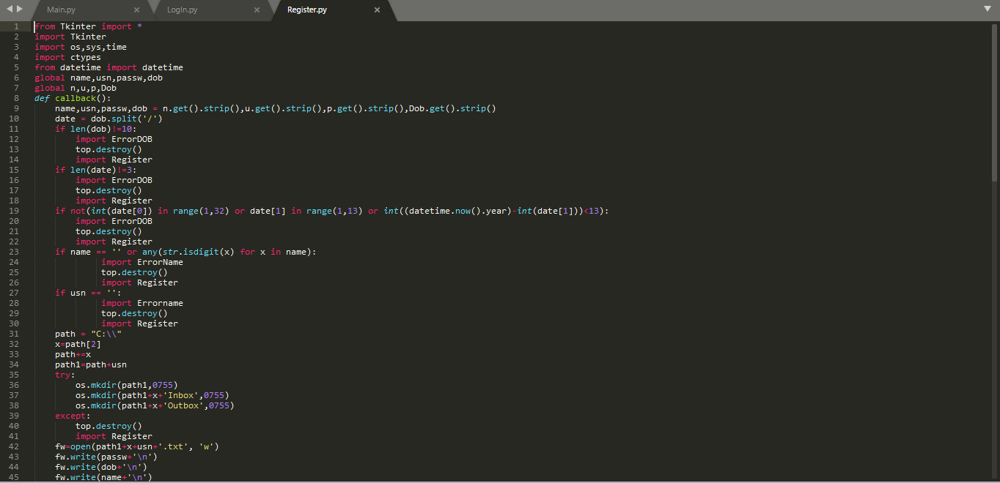 Main.py × LogIn.py × Register.py ×
1 from Tkinter import *
2 import Tkinter
3 import os,sys,time
4 import ctypes
5 from datetime import datetime
6 global name,usn,passw,dob
7 global n,u,p,Dob
8 def callback():
9     name,usn,passw,dob = n.get().strip(),u.get().strip(),p.get().strip(),Dob.get().strip()
10     date = dob.split('/')
11     if len(dob)!=10:
12         import ErrorDOB
13         top.destroy()
14         import Register
15     if len(date)!=3:
16         import ErrorDOB
17         top.destroy()
18         import Register
19     if not(int(date[0]) in range(1,32) or date[1] in range(1,13) or int((datetime.now().year)-int(date[1]))<13):
20         import ErrorDOB
21         top.destroy()
22         import Register
23     if name == '' or any(str.isdigit(x) for x in name):
24              import ErrorName
25              top.destroy()
26              import Register
27     if usn == '':
28              import Errorname
29              top.destroy()
30              import Register
31     path = "C:\\"
32     x=path[2]
33     path+=x
34     path1=path+usn
35     try:
36         os.mkdir(path1,0755)
37         os.mkdir(path1+x+'Inbox',0755)
38         os.mkdir(path1+x+'Outbox',0755)
39     except:
40         top.destroy()
41         import Register
42     fw=open(path1+x+usn+'.txt', 'w')
43     fw.write(passw+'\n')
44     fw.write(dob+'\n')
45     fw.write(name+'\n')